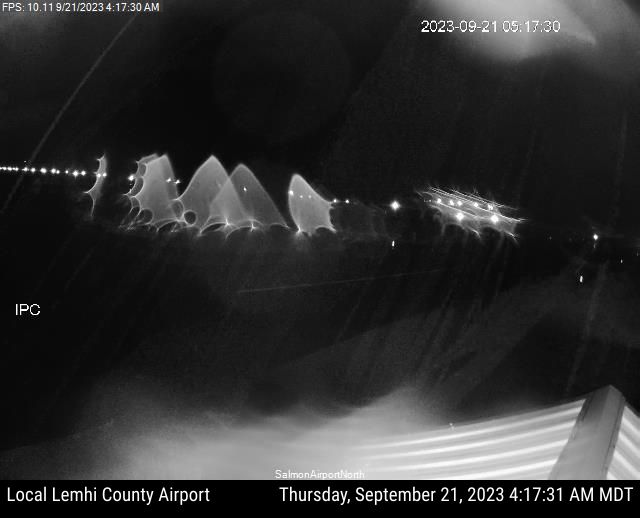 FPS: 10.11 9/21/2023 4:17:30 AM
2023-09-21 05:17:30
IPC
SalmonAirportNorth
Local Lemhi County Airport Thursday, September 21, 2023 4:17:31 AM MDT